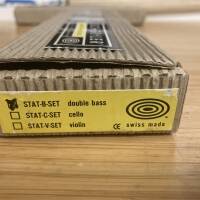 STAT-B-SET double bass
STAT-C-SET cello
STAT-V-SET violin
CE swiss made